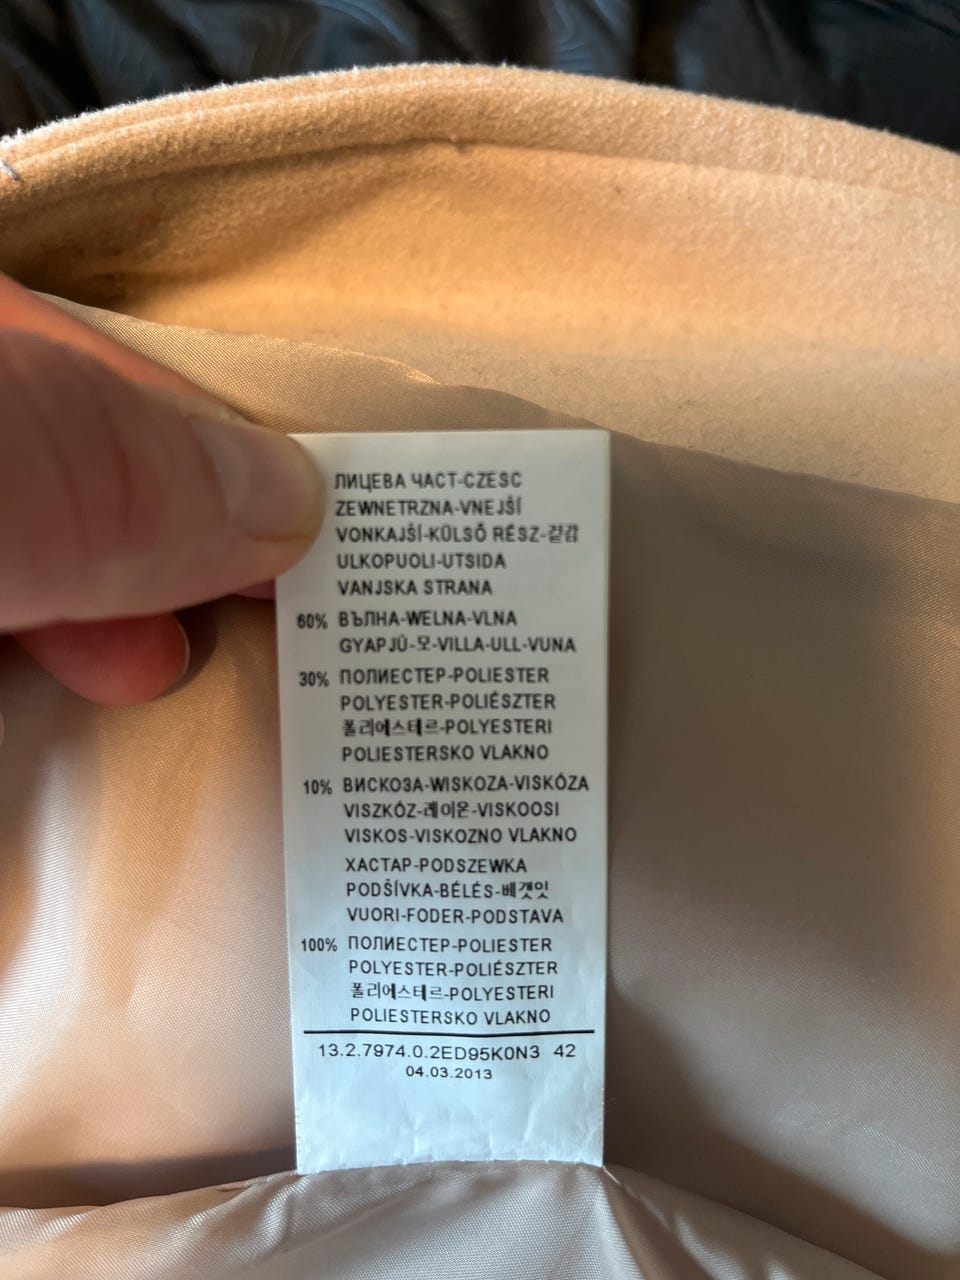 ЛИЦЕВА ЧАСТ-CZESC
ZEWNETRZNA-VNEJŠÍ
VONKAJŠÍ-KÜLSŐ RÉSZ-겉감
ULKOPUOLI-UTSIDA
VANJSKA STRANA
60% ВЪЛНА-WELNA-VLNA
GYAPJÚ-모-VILLA-ULL-VUNA
30% ПОЛИЕСТЕР-POLIESTER
POLYESTER-POLIÉSZTER
폴리에스테르-POLYESTERI
POLIESTERSKO VLAKNO
10% ВИСКОЗА-WISKOZA-VISKÓZA
VISZKÓZ-레이온-VISKOOSI
VISKOS-VISKOZNO VLAKNO
ХАСТАР-PODSZEWKA
PODŠÍVKA-BÉLÉS-베갯잇
VUORI-FODER-PODSTAVA
100% ПОЛИЕСТЕР-POLIESTER
POLYESTER-POLIÉSZTER
폴리에스테르-POLYESTERI
POLIESTERSKO VLAKNO
13.2.7974.0.2ED95K0N3 42
04.03.2013